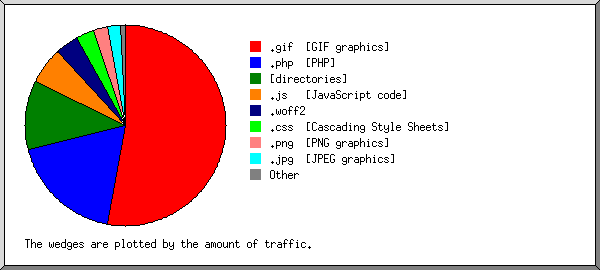 .gif [GIF graphics]
.php [PHP]
[directories]
.js [JavaScript code]
.woff2
.css [Cascading Style Sheets]
.png [PNG graphics]
.jpg [JPEG graphics]
Other
The wedges are plotted by the amount of traffic.